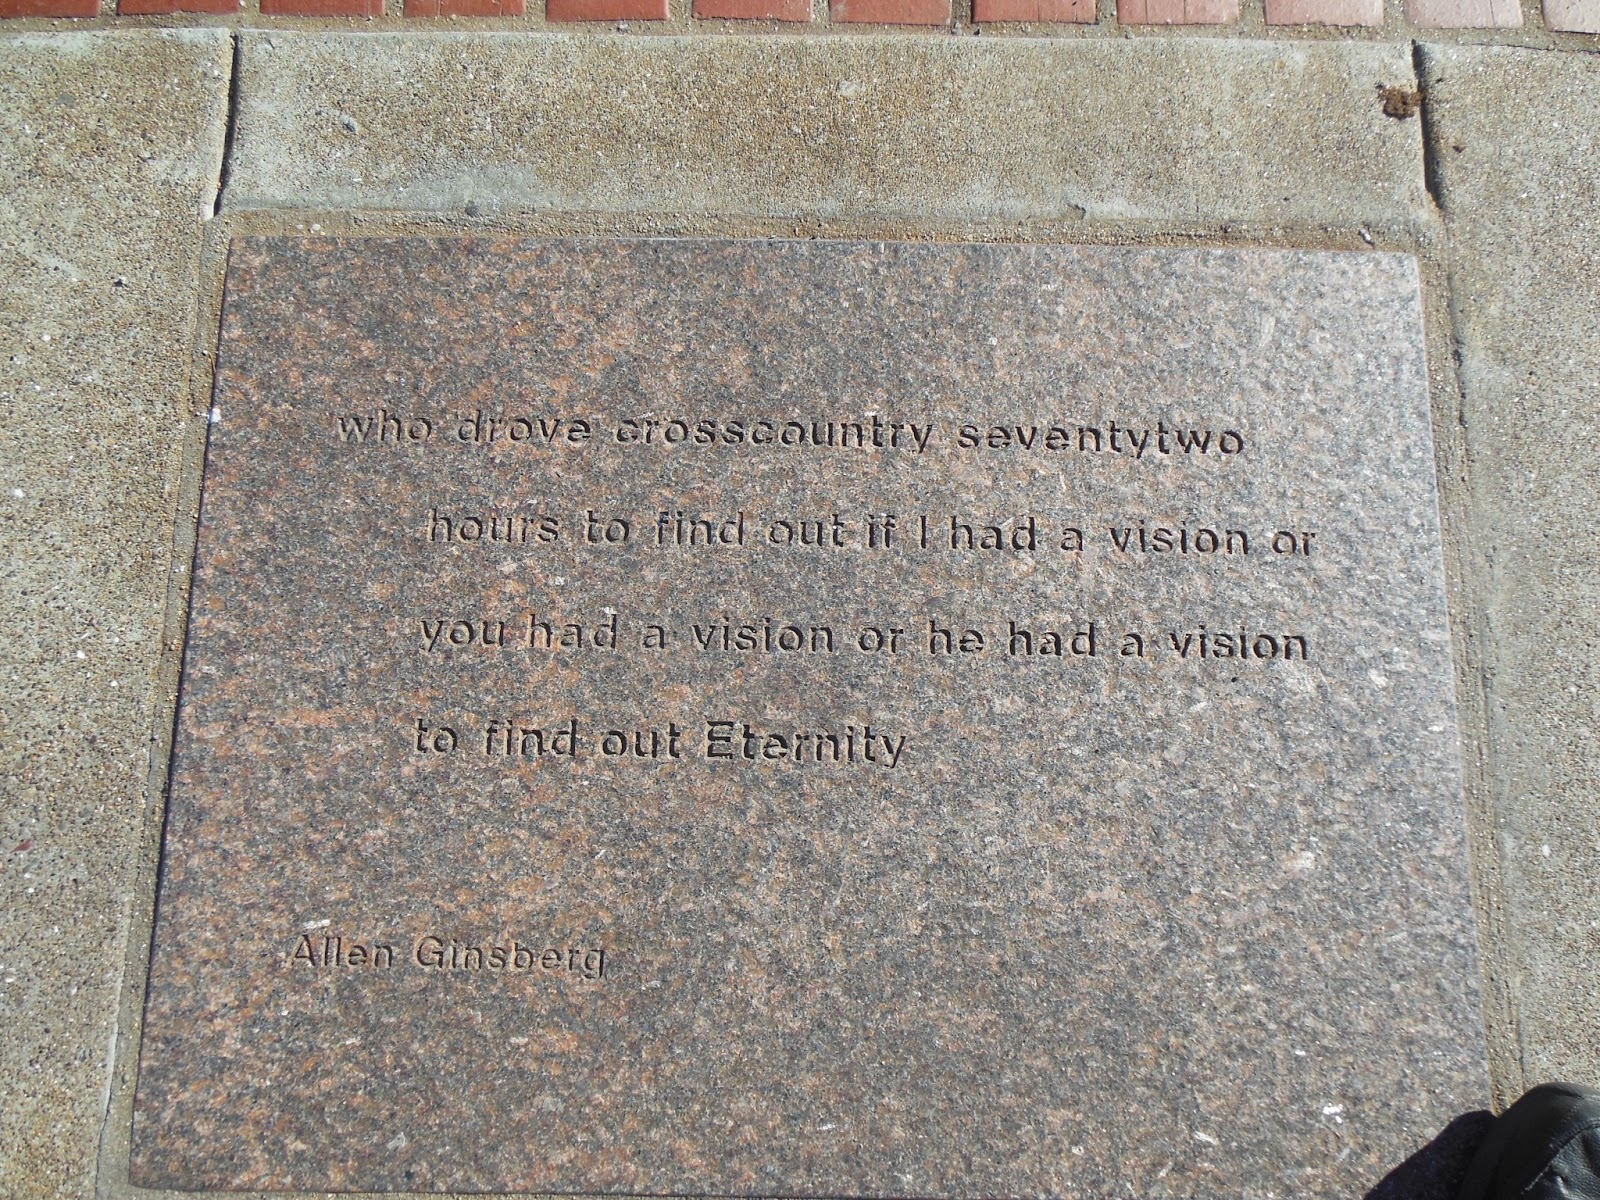 who drove crosscountry seventytwo
hours to find out if I had a vision or
you had a vision or he had a vision
to find out Eternity
Allen Ginsberg